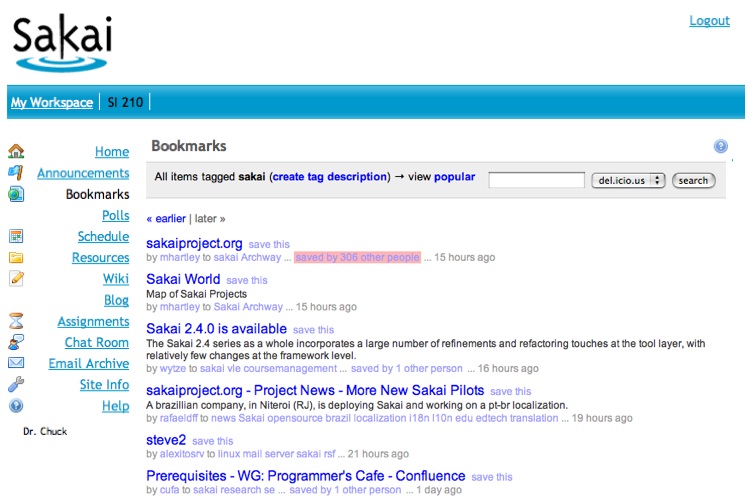 Sakai
Logout
My Workspace SI 210
Home
Announcements
Bookmarks
Polls
Schedule
Resources
Wiki
Blog
Assignments
Chat Room
Email Archive
Site Info
Help
Dr. Chuck
Bookmarks
All items tagged sakai (create tag description) → view popular del.icio.us search
« earlier | later »
sakaiproject.org save this
by mhartley to sakai Archway ... saved by 306 other people ... 15 hours ago
Sakai World save this
Map of Sakai Projects
by mhartley to Sakai Archway ... 15 hours ago
Sakai 2.4.0 is available save this
The Sakai 2.4 series as a whole incorporates a large number of refinements and refactoring touches at the tool layer, with
relatively few changes at the framework level.
by wytze to sakai vle coursemanagement ... saved by 1 other person ... 16 hours ago
sakaiproject.org - Project News - More New Sakai Pilots save this
A brazillian company, in Niteroi (RJ), is deploying Sakai and working on a pt-br localization.
by rafaeldff to news Sakai opensource brazil localization i18n l10n edu edtech translation ... 19 hours ago
steve2 save this
by alexitosrv to linux mail server sakai rsf ... 21 hours ago
Prerequisites - WG: Programmer's Cafe - Confluence save this
by cufa to sakai research se ... saved by 1 other person ... 1 day ago